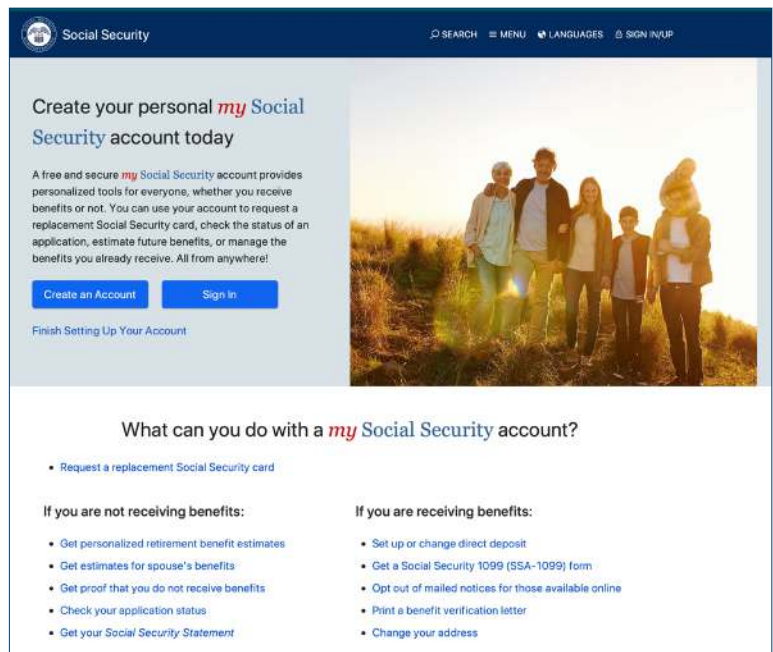 Social Security
SEARCH MENU LANGUAGES SIGN IN/UP
Create your personal my Social
Security account today
A free and secure my Social Security account provides
personalized tools for everyone, whether you receive
benefits or not. You can use your account to request a
replacement Social Security card, check the status of an
application, estimate future benefits, or manage the
benefits you already receive. All from anywhere!
Create an Account Sign In
Finish Setting Up Your Account
What can you do with a my Social Security account?
• Request a replacement Social Security card
If you are not receiving benefits:
• Get personalized retirement benefit estimates
• Get estimates for spouse's benefits
• Get proof that you do not receive benefits
• Check your application status
• Get your Social Security Statement
If you are receiving benefits:
• Set up or change direct deposit
• Get a Social Security 1099 (SSA-1099) form
• Opt out of mailed notices for those available online
• Print a benefit verification letter
• Change your address